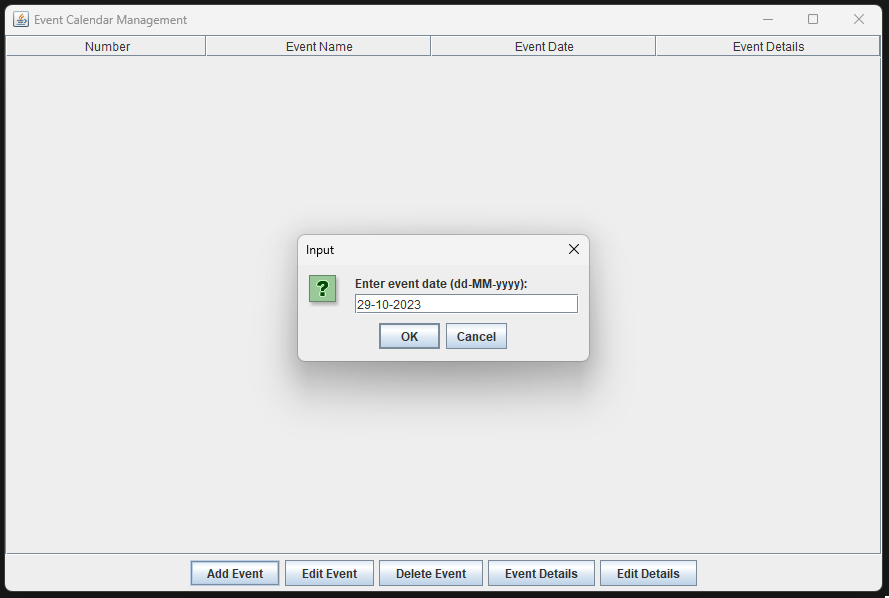 Event Calendar Management
Number Event Name Event Date Event Details
Input
?
Enter event date (dd-MM-yyyy):
29-10-2023
OK Cancel
Add Event Edit Event Delete Event Event Details Edit Details